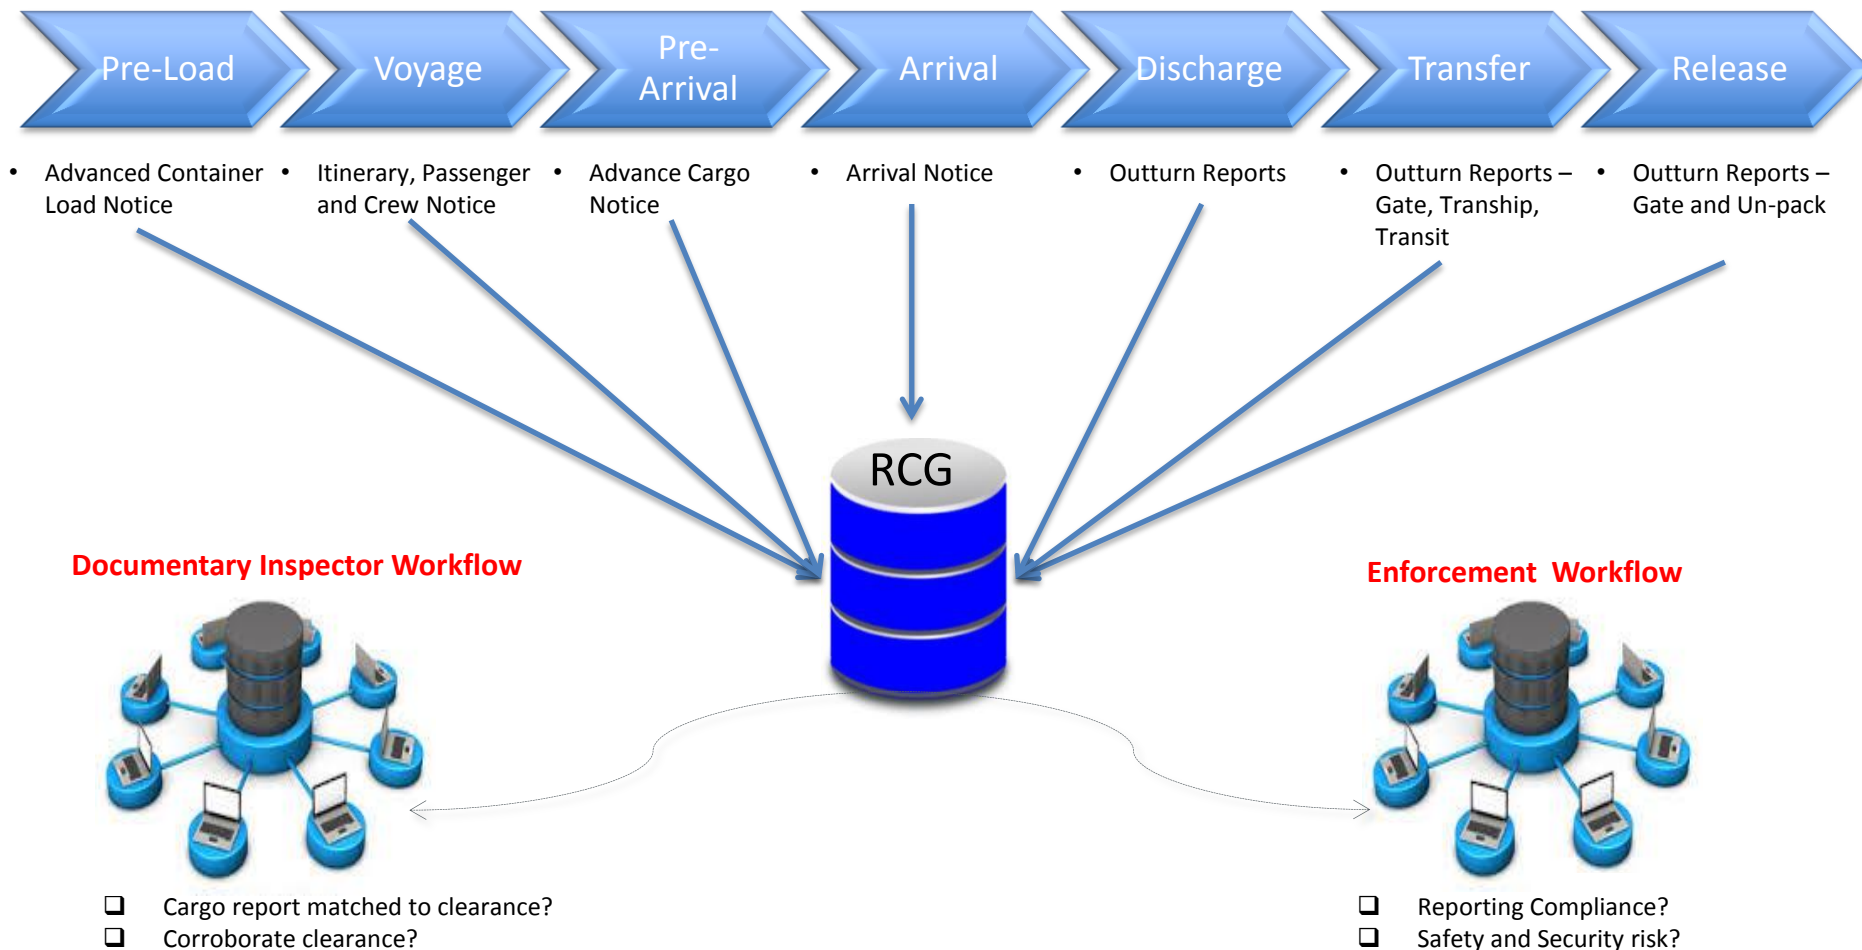 Pre-Load
Voyage
Pre-
Arrival
Arrival
Discharge
Transfer
Release
• Advanced Container
Load Notice
• Itinerary, Passenger
and Crew Notice
• Advance Cargo
Notice
• Arrival Notice
• Outturn Reports
• Outturn Reports –
Gate, Tranship,
Transit
• Outturn Reports –
Gate and Un-pack
RCG
Documentary Inspector Workflow
Enforcement Workflow
❑ Cargo report matched to clearance?
❑ Corroborate clearance?
❑ Reporting Compliance?
❑ Safety and Security risk?